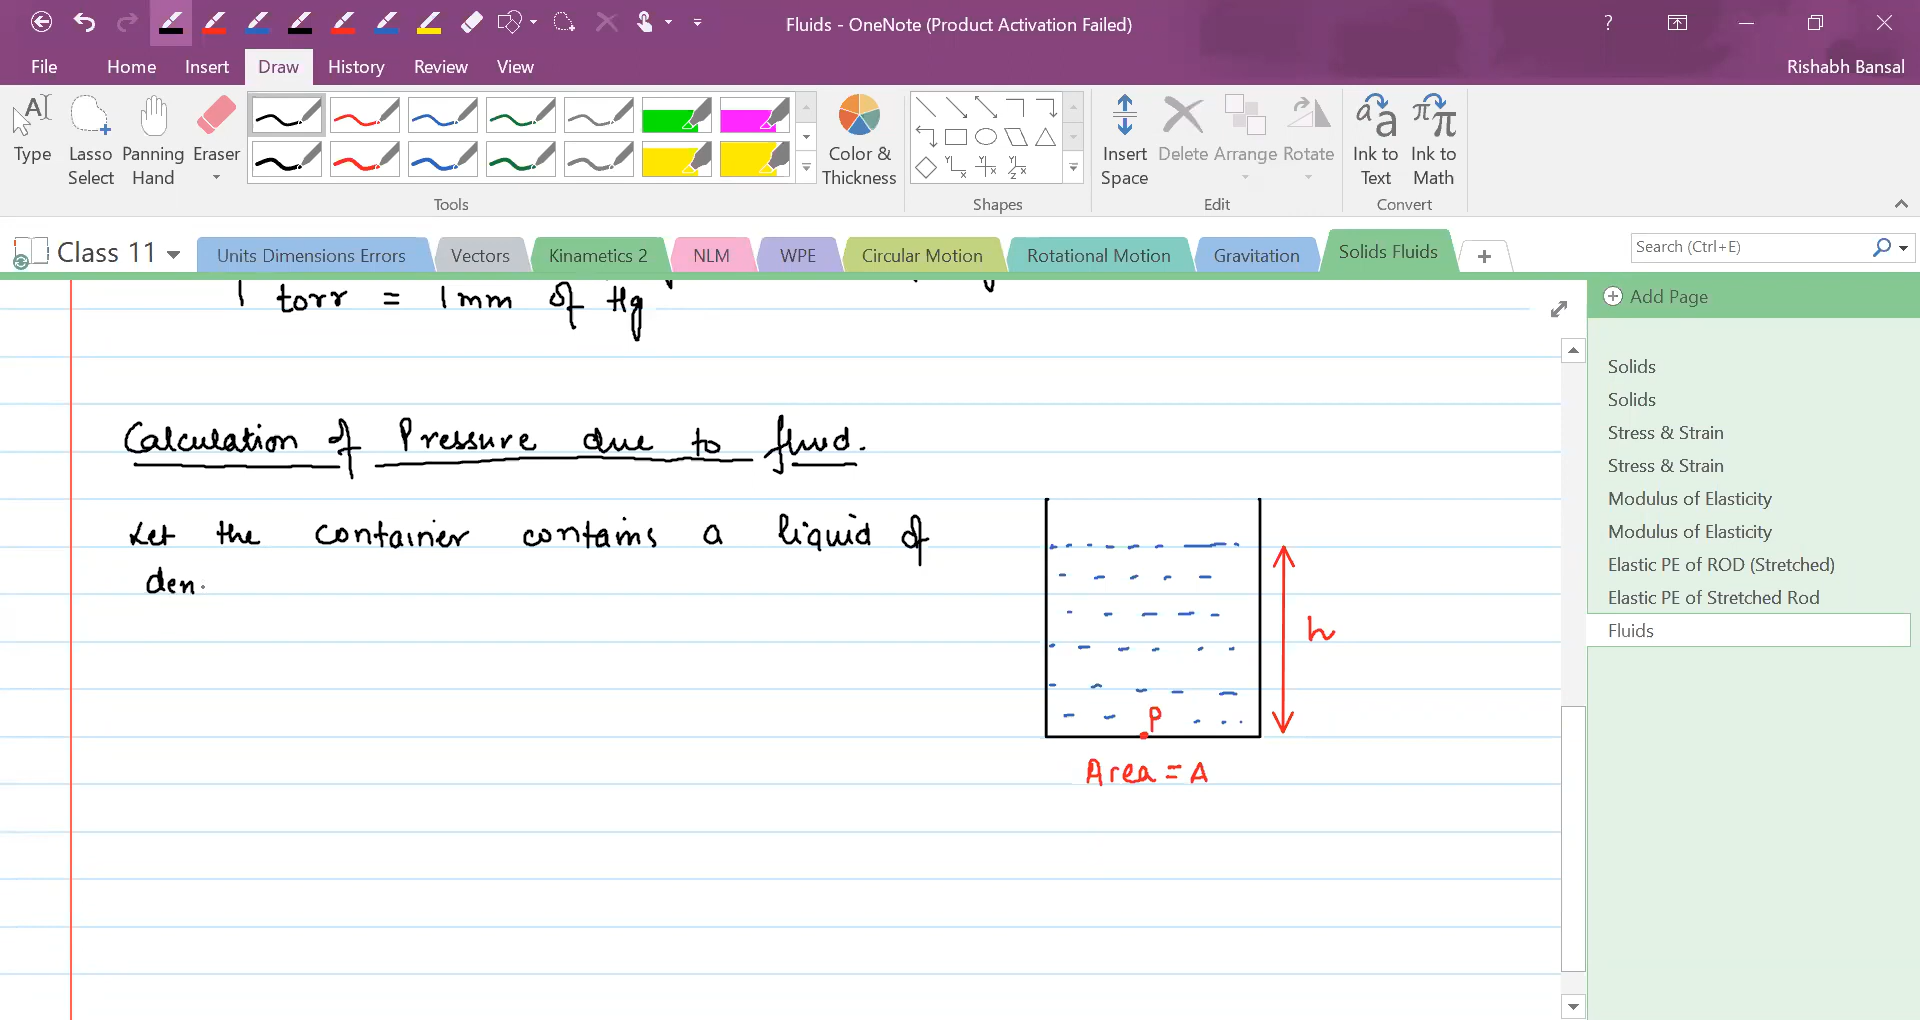 Fluids - OneNote (Product Activation Failed)
?
File Home Insert Draw History Review View
Rishabh Bansal
Type
Lasso Select
Panning Hand
Eraser
Tools
Color & Thickness
Shapes
Insert Space
Delete
Arrange
Rotate
Edit
Ink to Text
Ink to Math
Convert
Class 11
Units Dimensions Errors
Vectors
Kinametics 2
NLM
WPE
Circular Motion
Rotational Motion
Gravitation
Solids Fluids
+
Search (Ctrl+E)
Add Page
Solids
Solids
Stress & Strain
Stress & Strain
Modulus of Elasticity
Modulus of Elasticity
Elastic PE of ROD (Stretched)
Elastic PE of Stretched Rod
Fluids
1 torr = 1 mm of Hg
Calculation of Pressure due to fluid.
Let the container contains a liquid of
den
h
P
Area = A